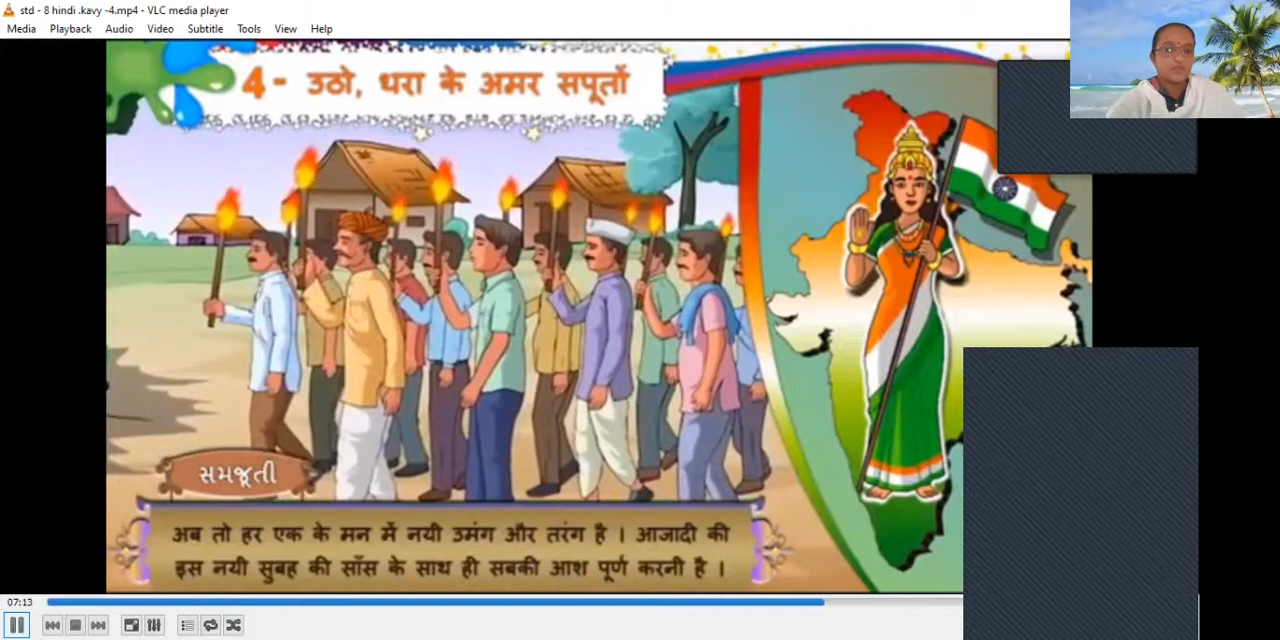 std - 8 hindi .kavy -4.mp4 - VLC media player
Media Playback Audio Video Subtitle Tools View Help
4- उठो, धरा के अमर सपूतों
સમજૂતી
अब तो हर एक के मन में नयी उमंग और तरंग है । आजादी की
इस नयी सुबह की साँस के साथ ही सबकी आश पूर्ण करनी है ।
07:13